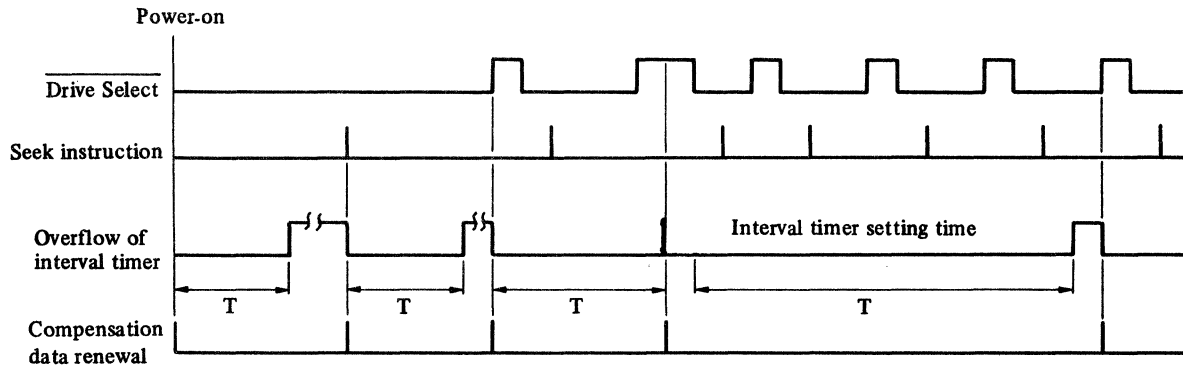 Power-on
Drive Select
Seek instruction
Overflow of
interval timer
Interval timer setting time
T
T
T
T
Compensation
data renewal